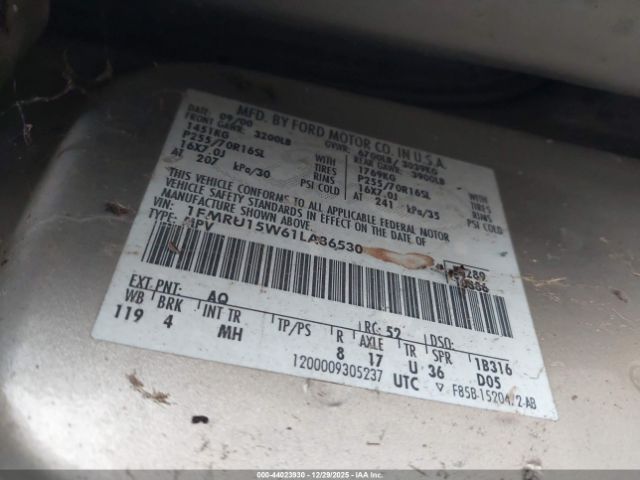 MFD. BY FORD MOTOR CO. IN U.S.A.
DATE: 09/00 GVWR: 6700LB / 3039KG
FRONT GAWR: 3200LB REAR GAWR: 3900LB
1451KG WITH 1769KG WITH
P255/70R16SL TIRES P255/70R16SL TIRES
16X7.0J RIMS 16X7.0J RIMS
AT 207 kPa/30 PSI COLD AT 241 kPa/35 PSI COLD
THIS VEHICLE CONFORMS TO ALL APPLICABLE FEDERAL MOTOR
VEHICLE SAFETY STANDARDS IN EFFECT ON THE DATE OF
MANUFACTURE SHOWN ABOVE.
VIN: 1FMRU15W61LA86530
TYPE: MPV
EXT. PNT: AQ RC: 52 DSO:
WB BRK INT TR TP/PS R AXLE TR SPR 1B316
119 4 MH 8 17 U 36 D05
1200009305237 UTC F85B-15204 2-AB
000-44023930 - 12/29/2025 - IAA Inc.